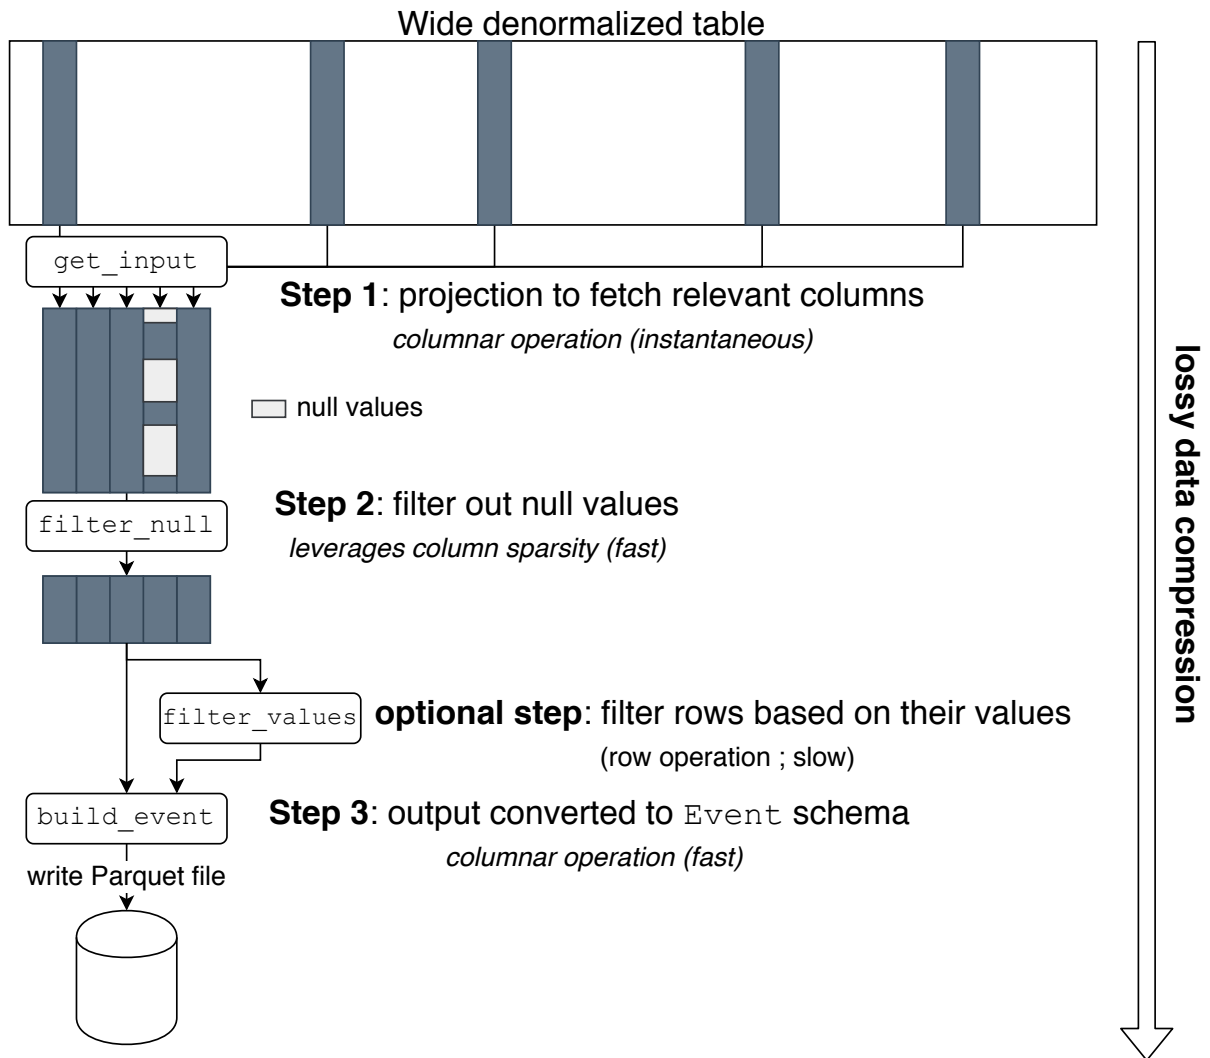 Wide denormalized table
get_input
Step 1: projection to fetch relevant columns
columnar operation (instantaneous)
null values
Step 2: filter out null values
filter_null
leverages column sparsity (fast)
filter_values
optional step: filter rows based on their values
(row operation ; slow)
build_event
Step 3: output converted to Event schema
columnar operation (fast)
write Parquet file
lossy data compression